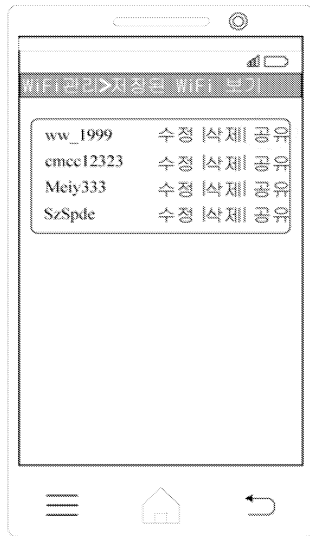 WiFi관리>저장된 WiFi 보기
ww_1999 수정 |삭제| 공유
cmcc12323 수정 |삭제| 공유
Meiy333 수정 |삭제| 공유
SzSpde 수정 |삭제| 공유